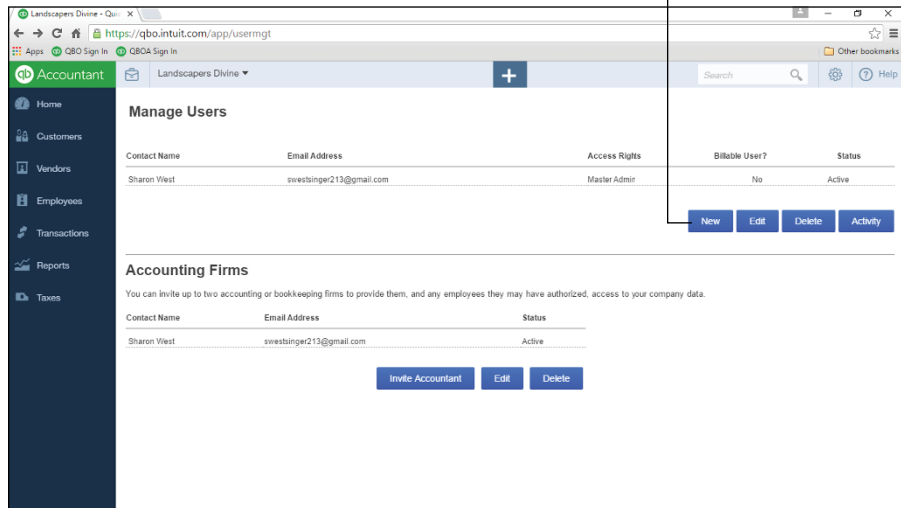 Landscapers Divine - Qui
https://qbo.intuit.com/app/usermgt
Apps QBO Sign In QBOA Sign In Other bookmarks
qb Accountant Landscapers Divine Search Help
Home
Manage Users
Customers
Contact Name Email Address Access Rights Billable User? Status
Vendors
Sharon West swestsinger213@gmail.com Master Admin No Active
Employees
New Edit Delete Activity
Transactions
Reports
Accounting Firms
You can invite up to two accounting or bookkeeping firms to provide them, and any employees they may have authorized, access to your company data.
Taxes
Contact Name Email Address Status
Sharon West swestsinger213@gmail.com Active
Invite Accountant Edit Delete